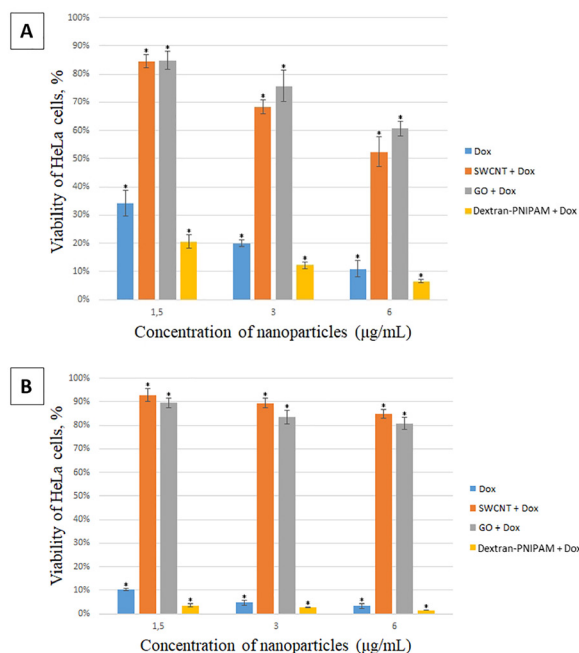 A
100%
90%
80%
70%
60%
50%
40%
30%
20%
10%
0%
Viability of HeLa cells, %
* * * *
* * * *
* * * *
1,5 3 6
Concentration of nanoparticles (µg/mL)
Dox
SWCNT + Dox
GO + Dox
Dextran-PNIPAM + Dox
B
100%
90%
80%
70%
60%
50%
40%
30%
20%
10%
0%
Viability of HeLa cells, %
* * * *
* * * *
* * * *
1,5 3 6
Concentration of nanoparticles (µg/mL)
Dox
SWCNT + Dox
GO + Dox
Dextran-PNIPAM + Dox